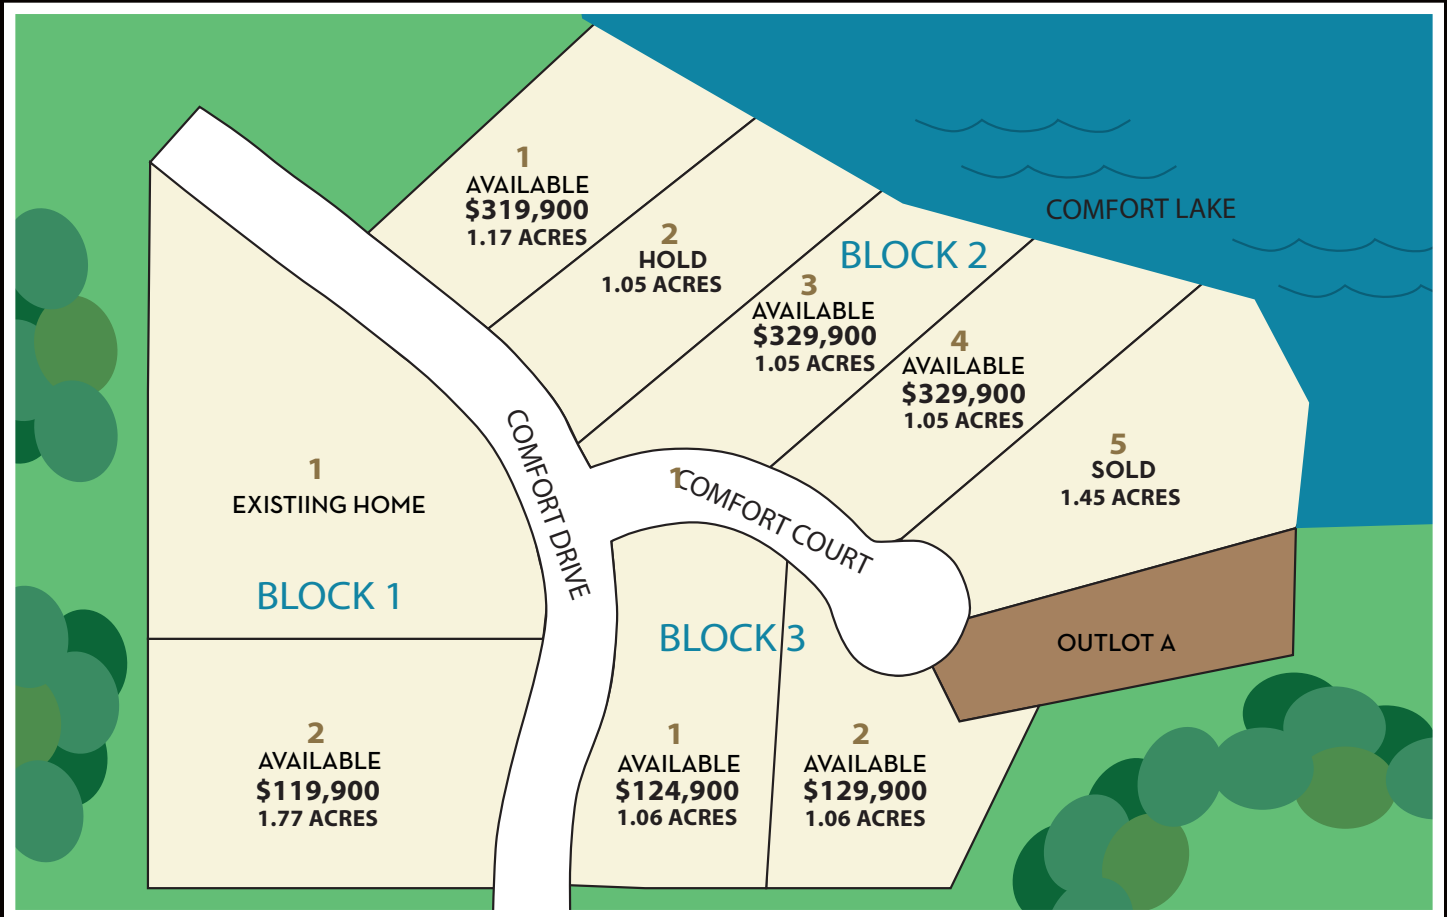 1
AVAILABLE
$319,900
1.17 ACRES
2
HOLD
1.05 ACRES
BLOCK 2
3
AVAILABLE
$329,900
1.05 ACRES
4
AVAILABLE
$329,900
1.05 ACRES
5
SOLD
1.45 ACRES
COMFORT LAKE
1
EXISTIING HOME
BLOCK 1
2
AVAILABLE
$119,900
1.77 ACRES
COMFORT DRIVE
1
COMFORT COURT
BLOCK 3
1
AVAILABLE
$124,900
1.06 ACRES
2
AVAILABLE
$129,900
1.06 ACRES
OUTLOT A